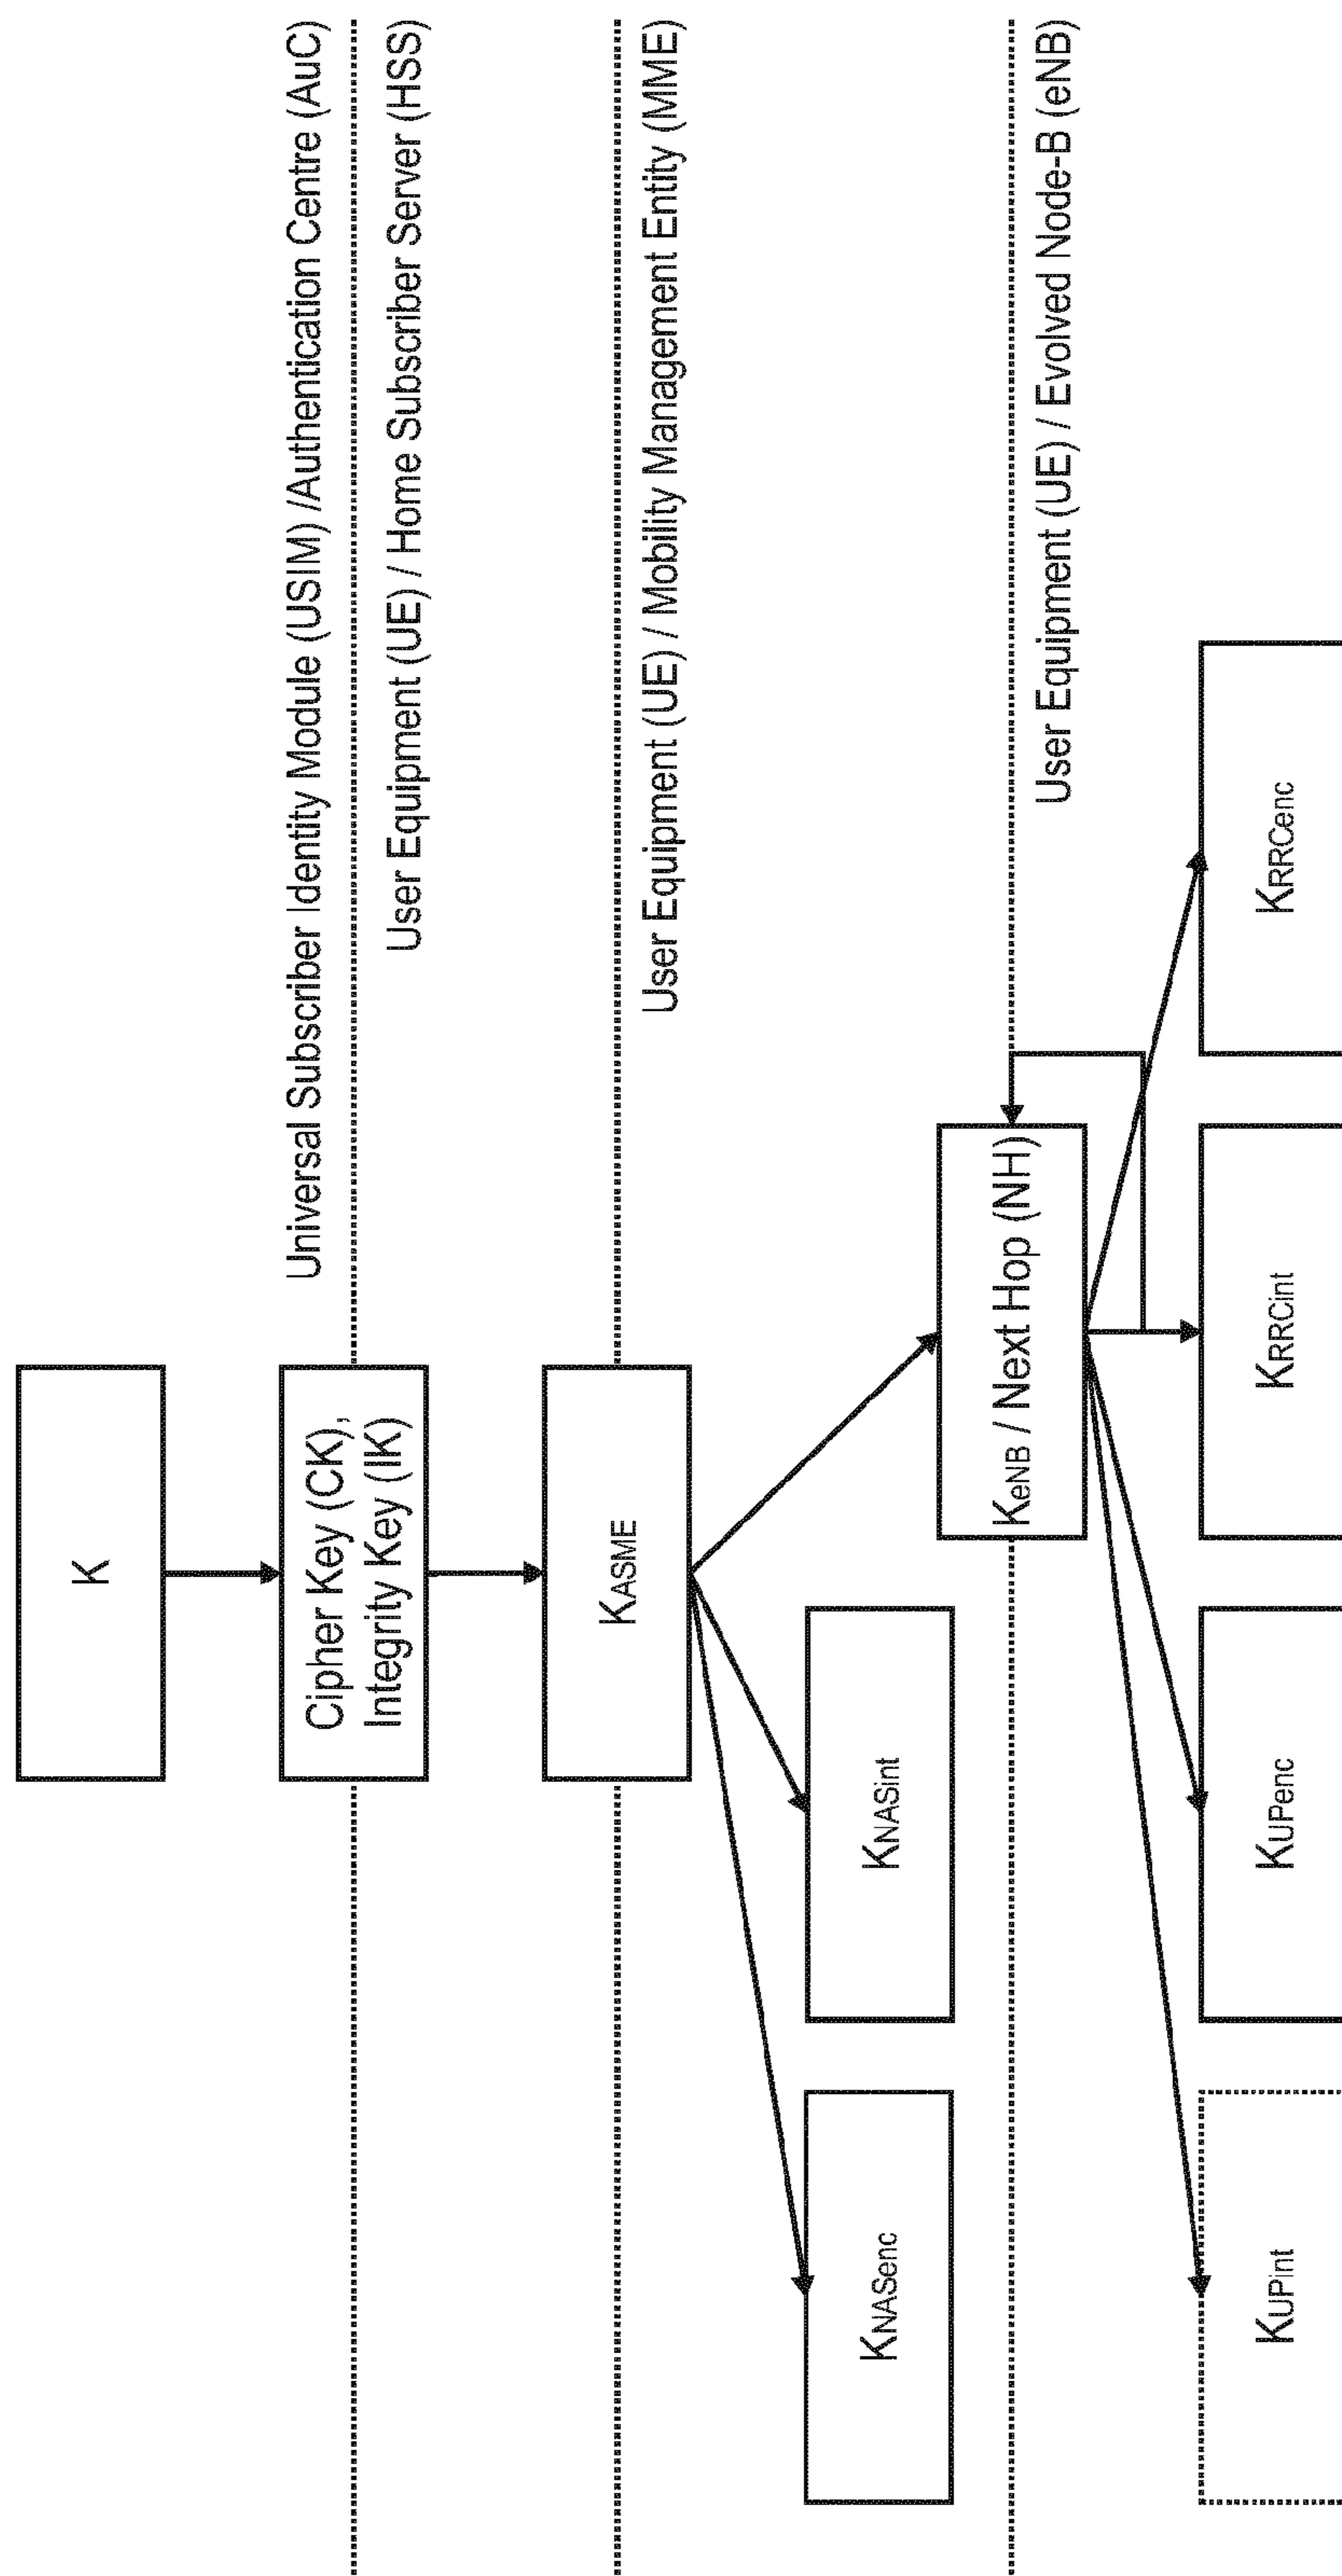 K
Universal Subscriber Identity Module (USIM) /Authentication Centre (AuC)
Cipher Key (CK),
Integrity Key (IK)
User Equipment (UE) / Home Subscriber Server (HSS)
KASME
User Equipment (UE) / Mobility Management Entity (MME)
KNASenc
KNASint
KeNB / Next Hop (NH)
User Equipment (UE) / Evolved Node-B (eNB)
KUPint
KUPenc
KRRCint
KRRCenc